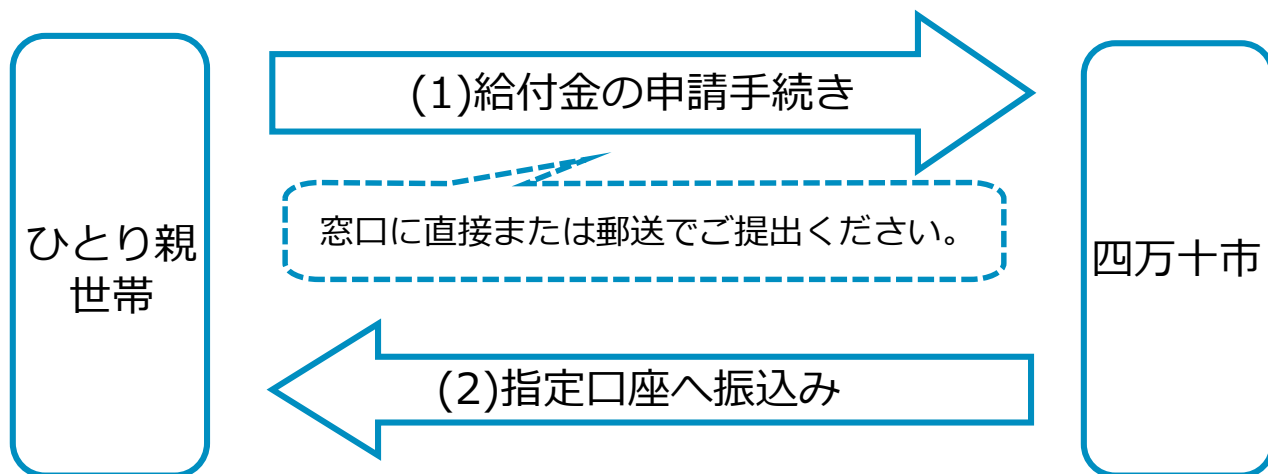 (1)給付金の申請手続き
窓口に直接または郵送でご提出ください。
ひとり親
世帯
四万十市
(2)指定口座へ振込み